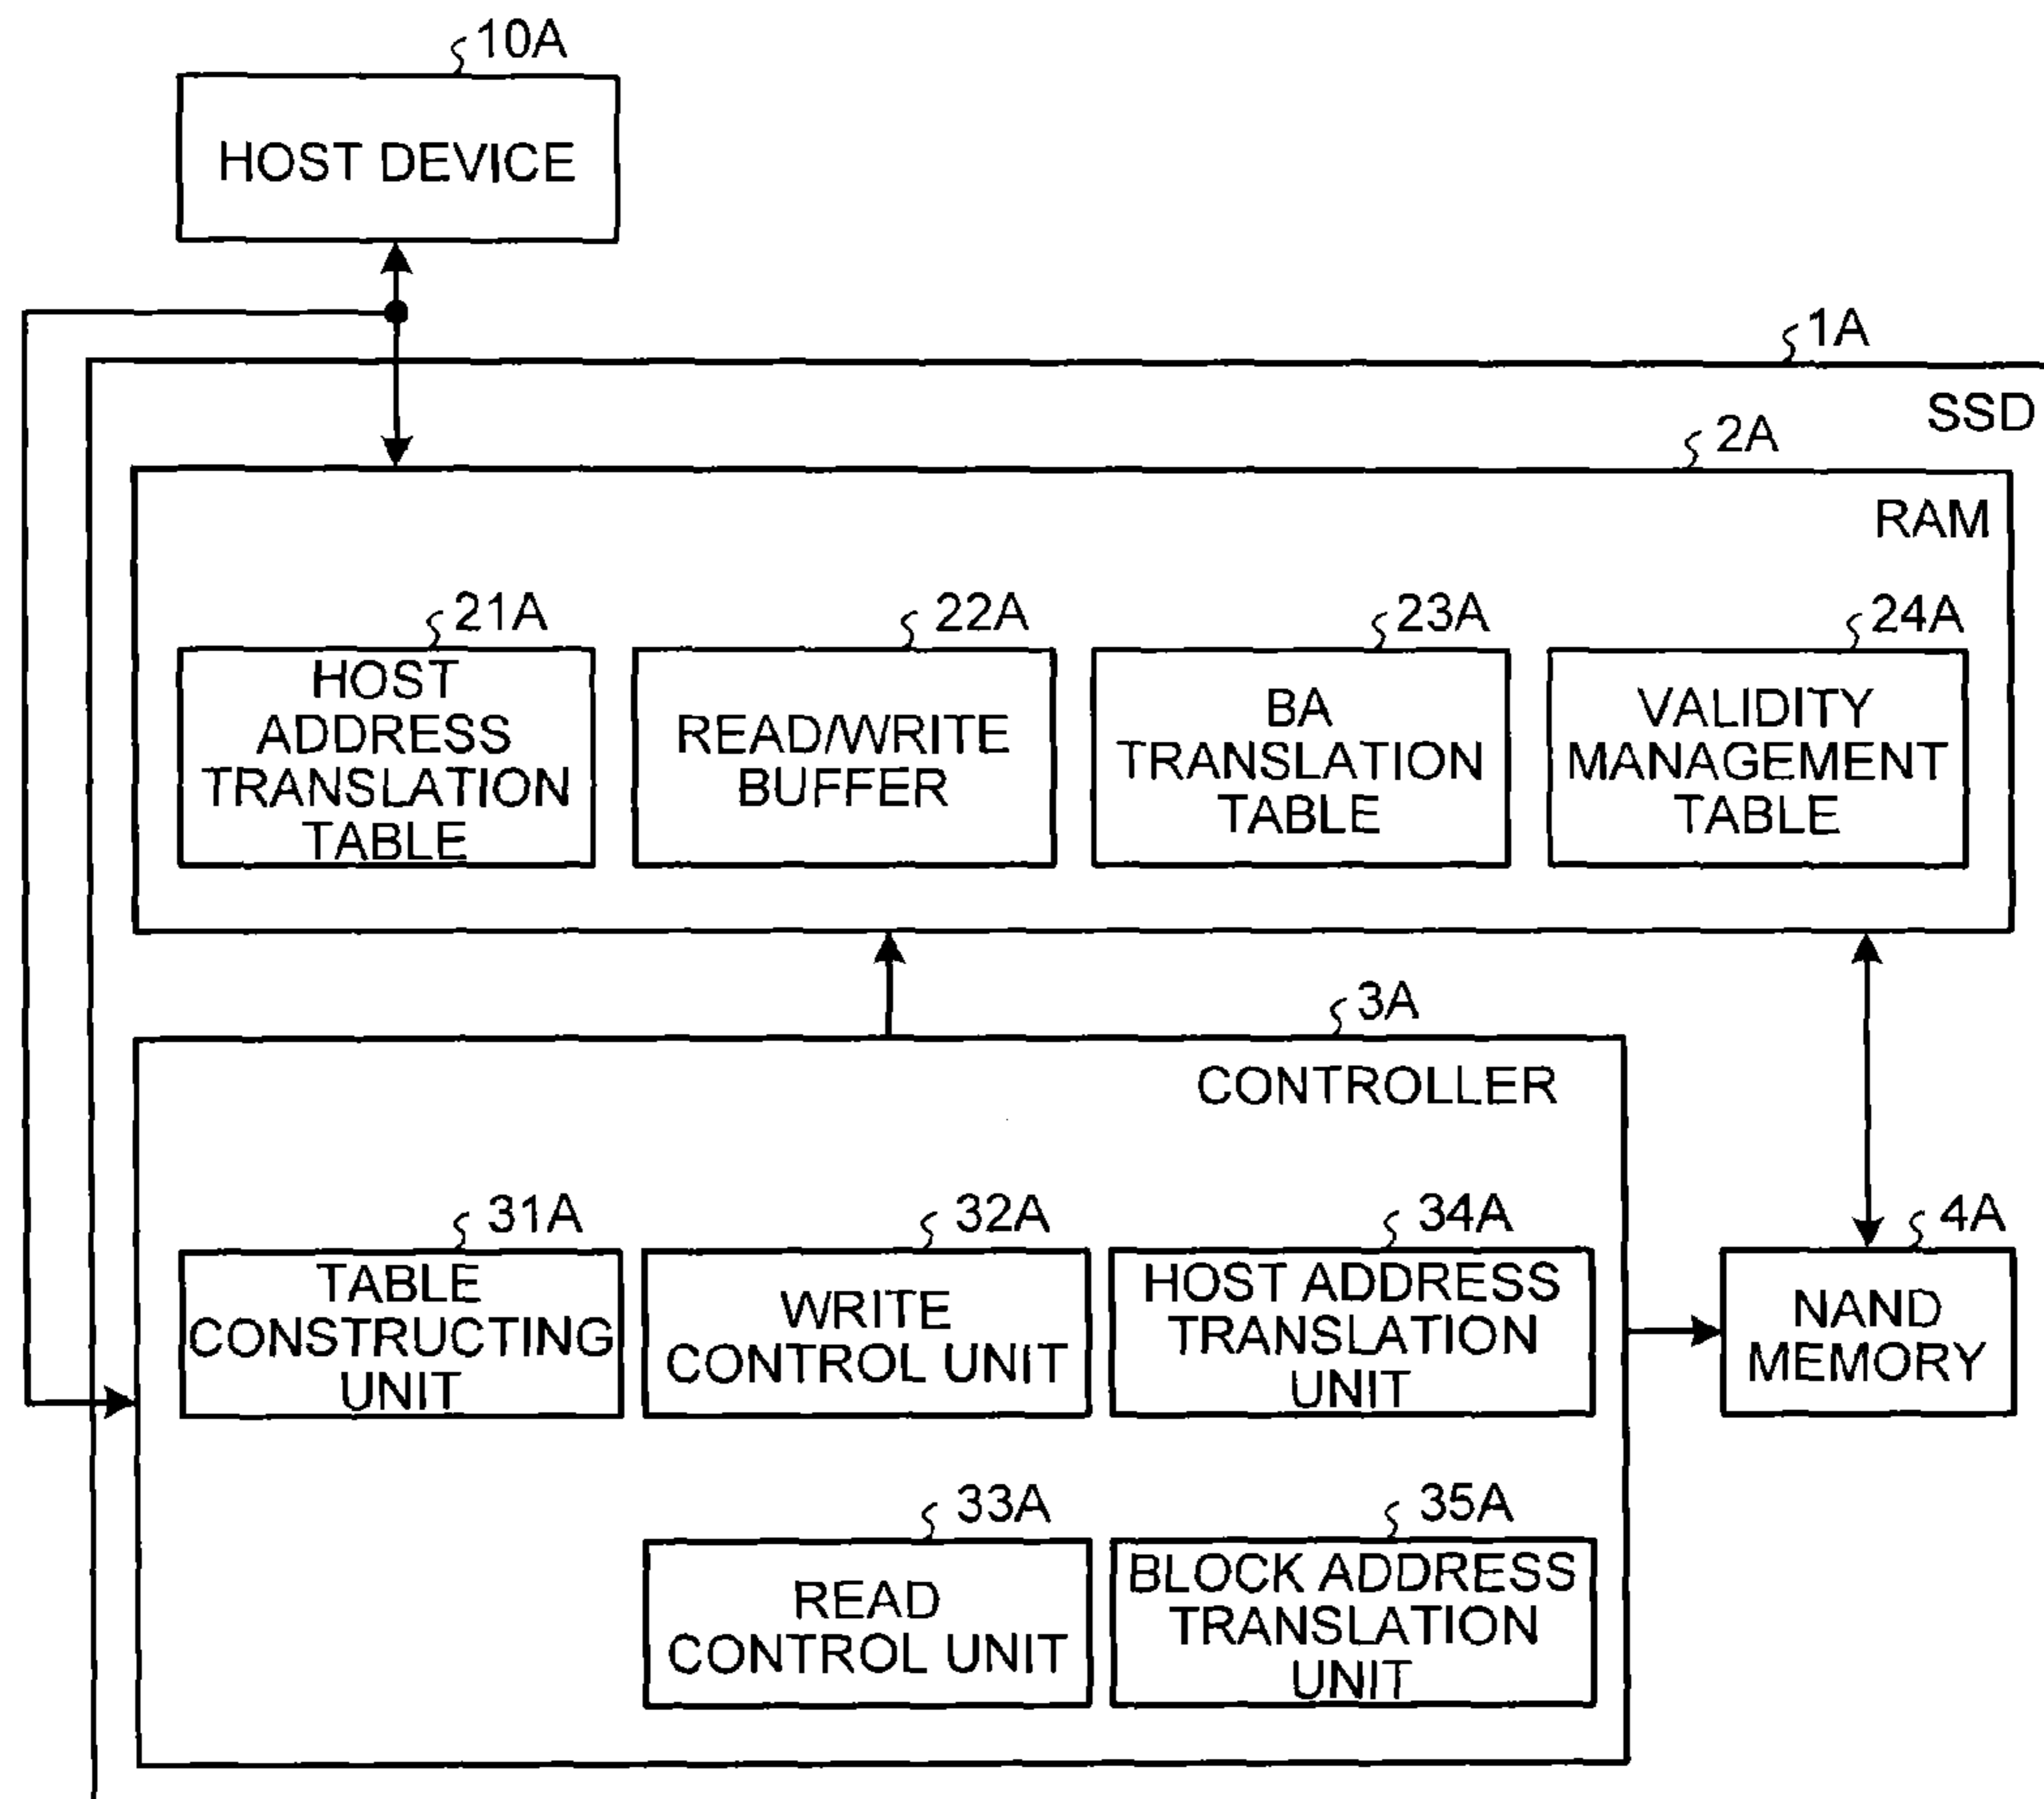 10A
HOST DEVICE
1A
SSD
2A
RAM
21A
HOST
ADDRESS
TRANSLATION
TABLE
22A
READ/WRITE
BUFFER
23A
BA
TRANSLATION
TABLE
24A
VALIDITY
MANAGEMENT
TABLE
3A
CONTROLLER
31A
TABLE
CONSTRUCTING
UNIT
32A
WRITE
CONTROL UNIT
34A
HOST ADDRESS
TRANSLATION
UNIT
4A
NAND
MEMORY
33A
READ
CONTROL UNIT
35A
BLOCK ADDRESS
TRANSLATION
UNIT